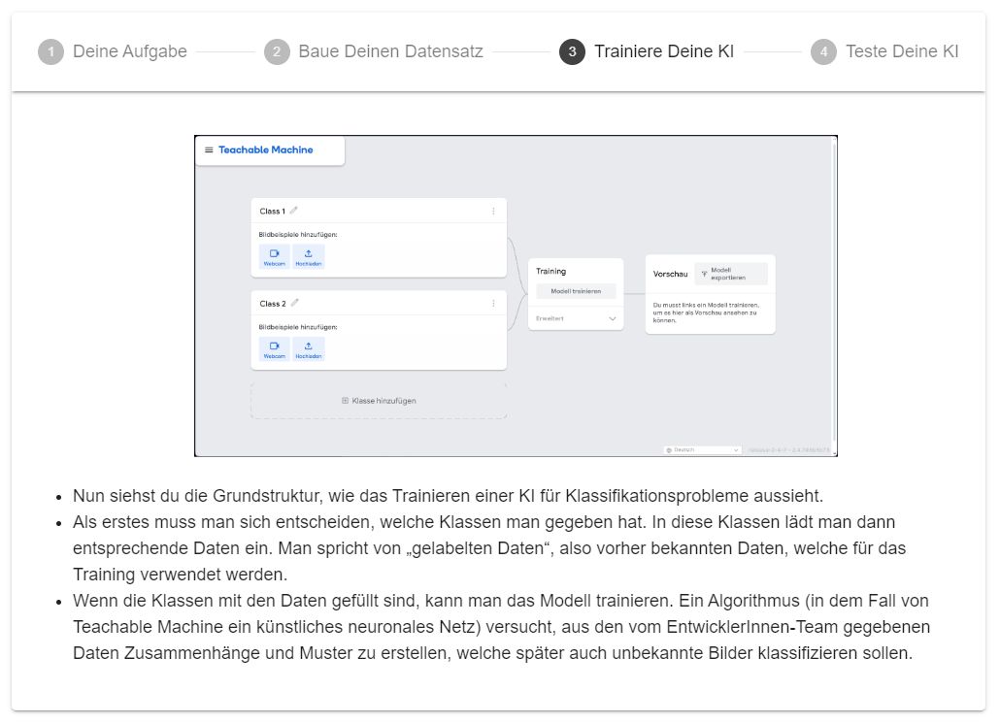 1 Deine Aufgabe 2 Baue Deinen Datensatz 3 Trainiere Deine KI 4 Teste Deine KI
Teachable Machine
Class 1
Bildbeispiele hinzufügen:
Webcam Hochladen
Class 2
Bildbeispiele hinzufügen:
Webcam Hochladen
Klasse hinzufügen
Training
Modell trainieren
Erweitert
Vorschau
Modell
exportieren
Du musst links ein Modell trainieren,
um es hier als Vorschau ansehen zu
können.
Deutsch
• Nun siehst du die Grundstruktur, wie das Trainieren einer KI für Klassifikationsprobleme aussieht.
• Als erstes muss man sich entscheiden, welche Klassen man gegeben hat. In diese Klassen lädt man dann
entsprechende Daten ein. Man spricht von „gelabelten Daten“, also vorher bekannten Daten, welche für das
Training verwendet werden.
• Wenn die Klassen mit den Daten gefüllt sind, kann man das Modell trainieren. Ein Algorithmus (in dem Fall von
Teachable Machine ein künstliches neuronales Netz) versucht, aus den vom EntwicklerInnen-Team gegebenen
Daten Zusammenhänge und Muster zu erstellen, welche später auch unbekannte Bilder klassifizieren sollen.